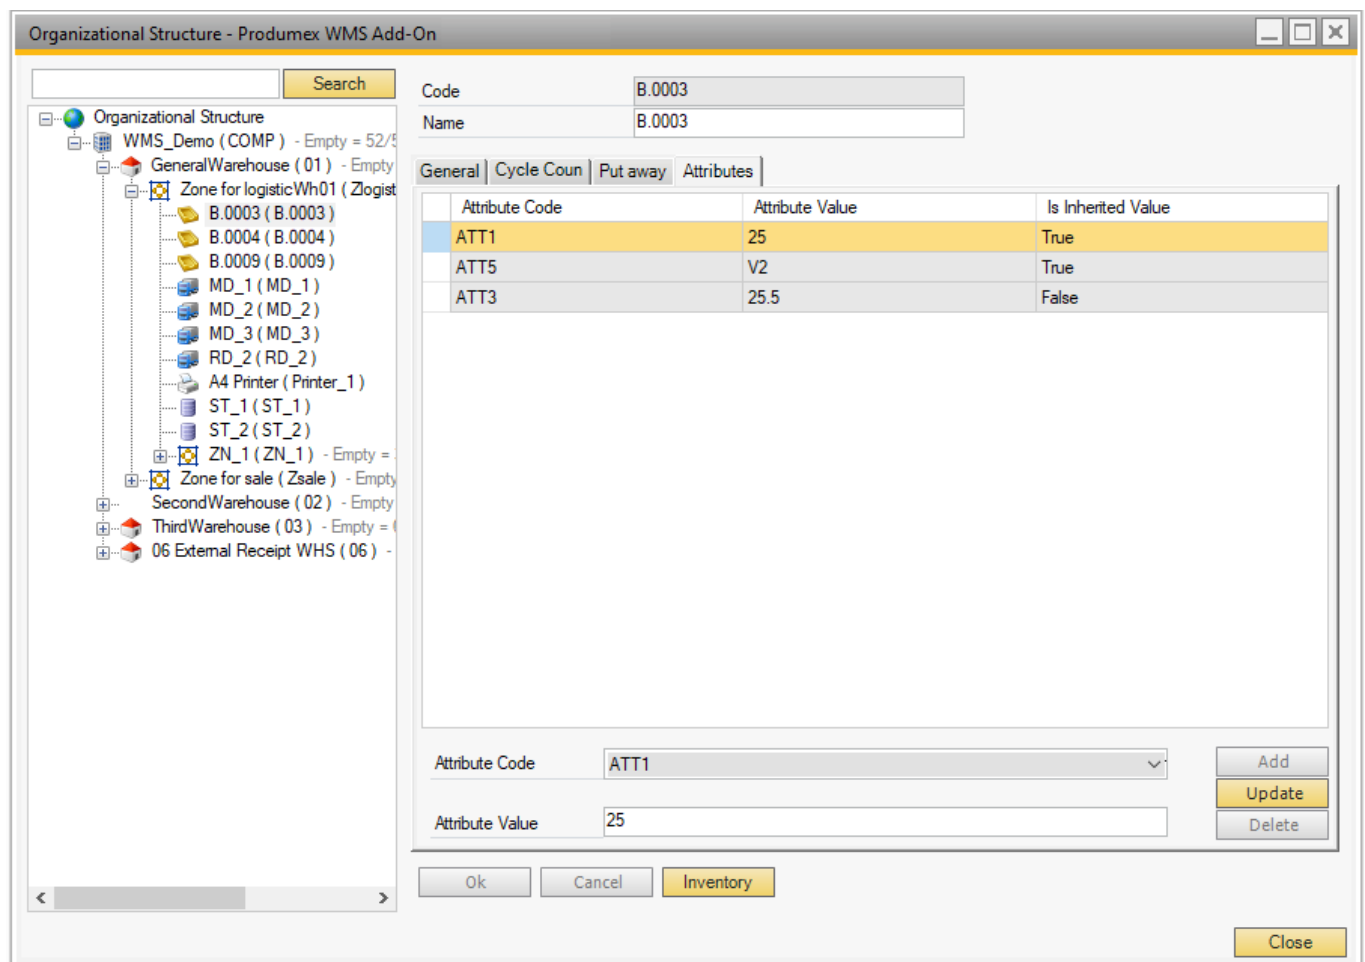 Organizational Structure - Produmex WMS Add-On
Search
Organizational Structure
WMS_Demo ( COMP ) - Empty = 52/5
GeneralWarehouse ( 01 ) - Empty
Zone for logisticWh01 ( Zlogist
B.0003 ( B.0003 )
B.0004 ( B.0004 )
B.0009 ( B.0009 )
MD_1 ( MD_1 )
MD_2 ( MD_2 )
MD_3 ( MD_3 )
RD_2 ( RD_2 )
A4 Printer ( Printer_1 )
ST_1 ( ST_1 )
ST_2 ( ST_2 )
ZN_1 ( ZN_1 ) - Empty =
Zone for sale ( Zsale ) - Empty
SecondWarehouse ( 02 ) - Empty
ThirdWarehouse ( 03 ) - Empty =
06 External Receipt WHS ( 06 ) -
Code B.0003
Name B.0003
General Cycle Coun Put away Attributes
Attribute Code Attribute Value Is Inherited Value
ATT1 25 True
ATT5 V2 True
ATT3 25.5 False
Attribute Code ATT1 Add
Update
Attribute Value 25 Delete
Ok Cancel Inventory
Close